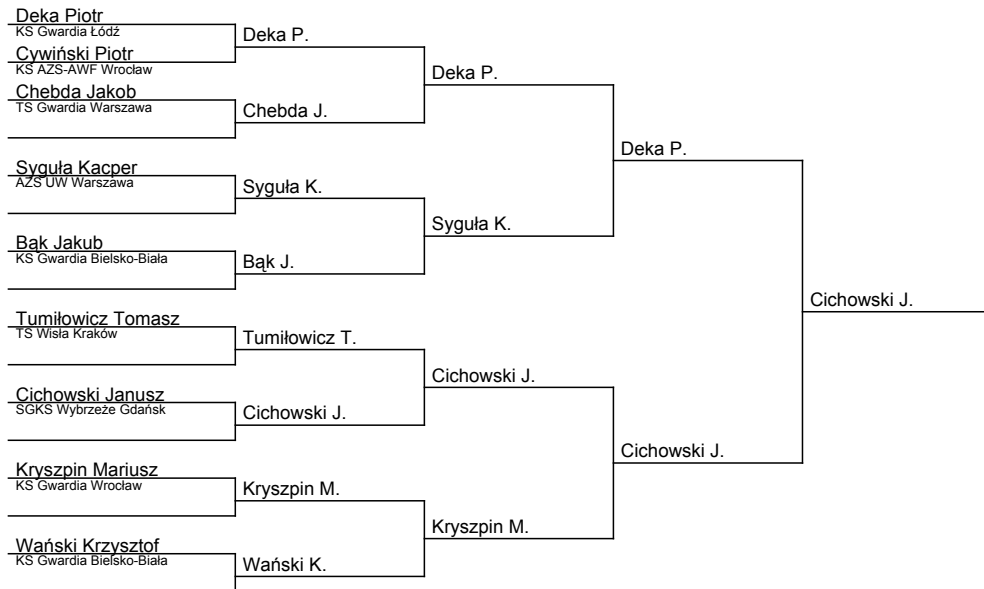 Deka Piotr
KS Gwardia Łódź
Deka P.
Cywiński Piotr
KS AZS-AWF Wrocław
Deka P.
Chebda Jakob
TS Gwardia Warszawa
Chebda J.
Deka P.
Syguła Kacper
AZS UW Warszawa
Syguła K.
Syguła K.
Bąk Jakub
KS Gwardia Bielsko-Biała
Bąk J.
Cichowski J.
Tumiłowicz Tomasz
TS Wisła Kraków
Tumiłowicz T.
Cichowski J.
Cichowski Janusz
SGKS Wybrzeże Gdańsk
Cichowski J.
Cichowski J.
Kryszpin Mariusz
KS Gwardia Wrocław
Kryszpin M.
Kryszpin M.
Wański Krzysztof
KS Gwardia Bielsko-Biała
Wański K.